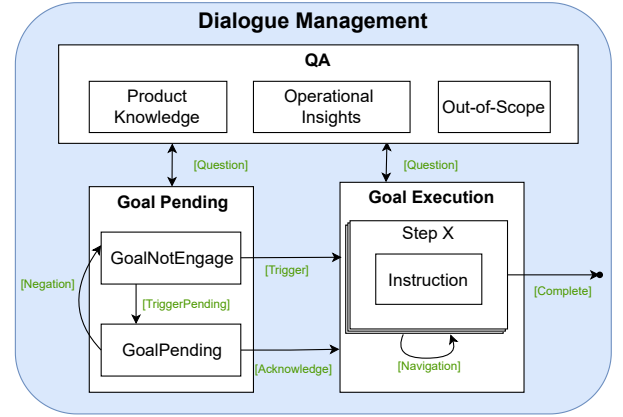 Dialogue Management
QA
Product
Knowledge
Operational
Insights
Out-of-Scope
[Question]
[Question]
Goal Pending
Goal Execution
GoalNotEngage
[Trigger]
Step X
Instruction
[Negation]
[TriggerPending]
[Complete]
GoalPending
[Acknowledge]
[Navigation]